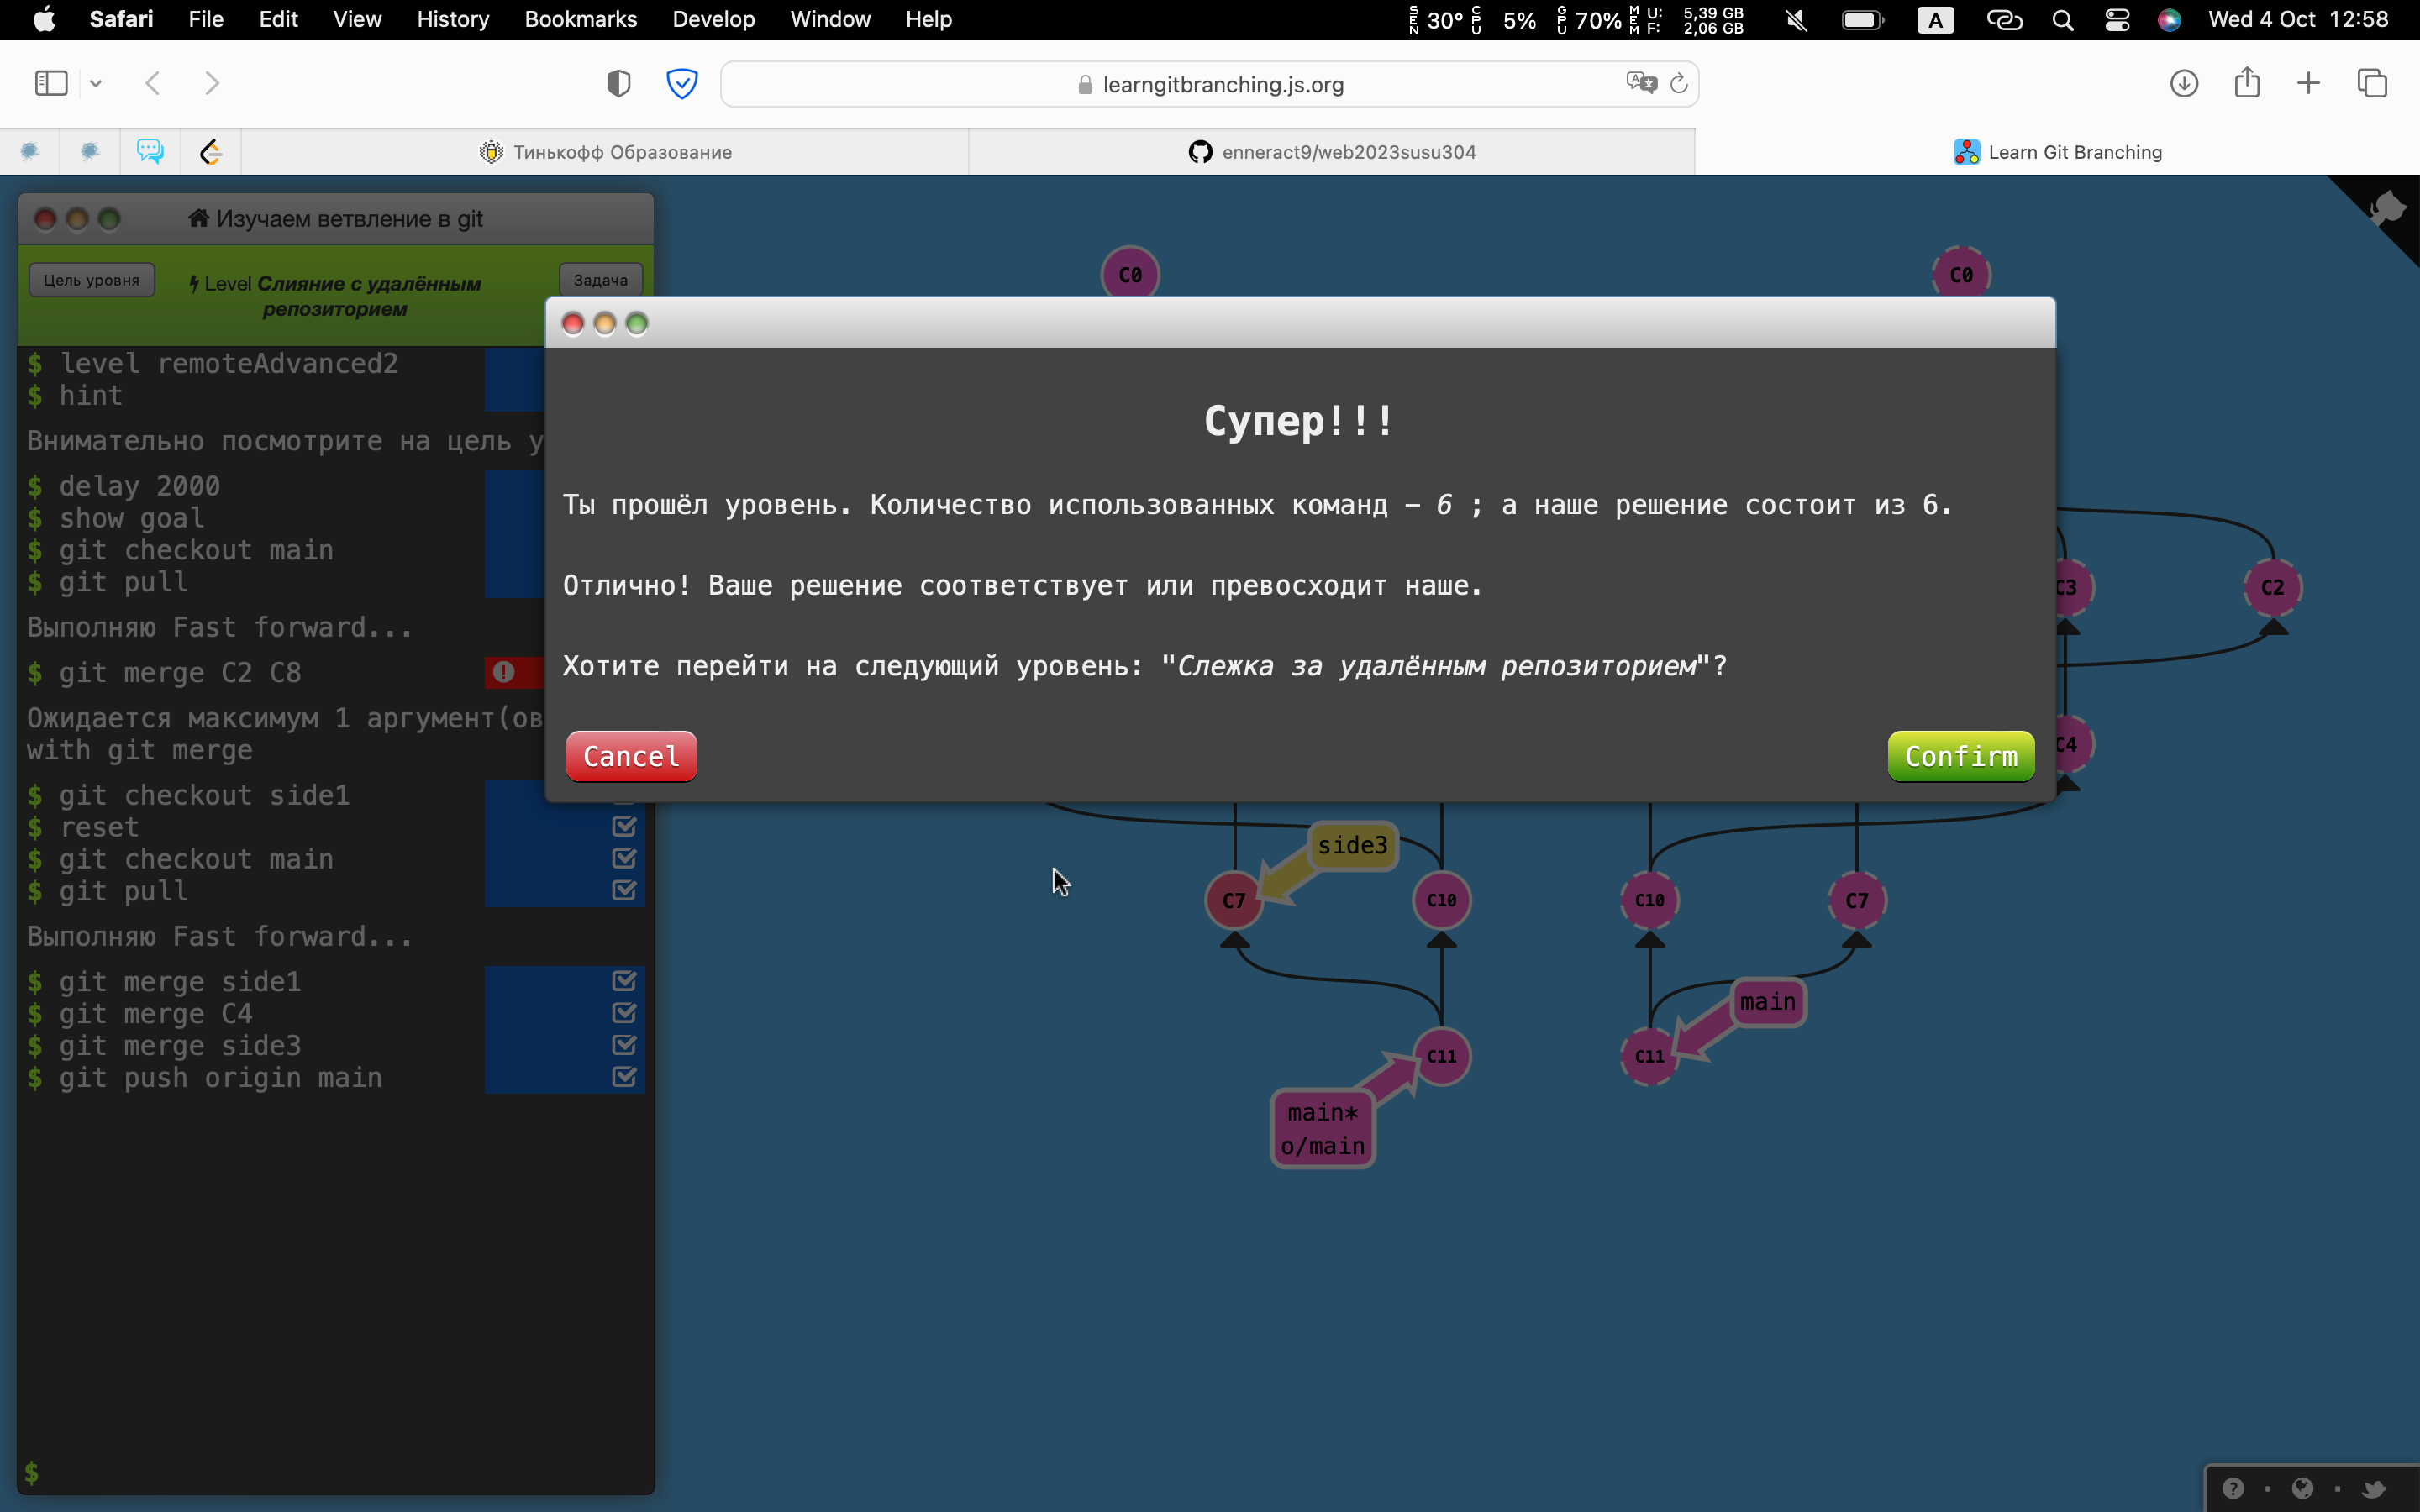 Safari File Edit View History Bookmarks Develop Window Help
SEN 30° CPU 5% GPU 70% MEM U: 5,39 GB F: 2,06 GB A Wed 4 Oct 12:58
learngitbranching.js.org
Тинькофф Образование
enneract9/web2023susu304
Learn Git Branching
Изучаем ветвление в git
Цель уровня
Level Слияние с удалённым
репозиторием
Задача
$ level remoteAdvanced2
$ hint
Внимательно посмотрите на цель у
$ delay 2000
$ show goal
$ git checkout main
$ git pull
Выполняю Fast forward...
$ git merge C2 C8
Ожидается максимум 1 аргумент(ов
with git merge
$ git checkout side1
$ reset
$ git checkout main
$ git pull
Выполняю Fast forward...
$ git merge side1
$ git merge C4
$ git merge side3
$ git push origin main
$
C0
C0
Супер!!!
Ты прошёл уровень. Количество использованных команд – 6 ; а наше решение состоит из 6.
Отлично! Ваше решение соответствует или превосходит наше.
Хотите перейти на следующий уровень: "Слежка за удалённым репозиторием"?
Cancel
Confirm
C3
C2
C4
side3
C7
C10
C10
C7
main
C11
C11
main*
o/main